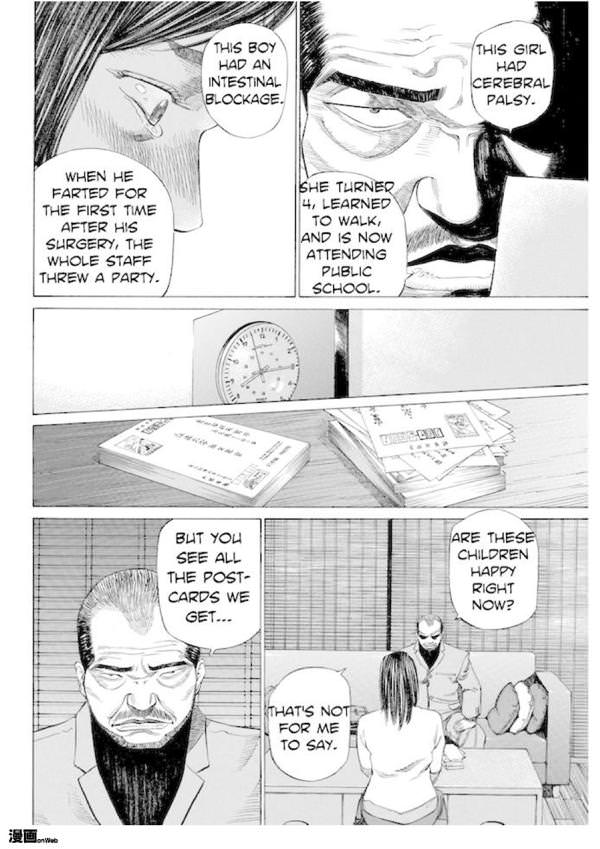 THIS GIRL
HAD
CEREBRAL
PALSY.
SHE TURNED
4, LEARNED
TO WALK,
AND IS NOW
ATTENDING
PUBLIC
SCHOOL.
THIS BOY
HAD AN
INTESTINAL
BLOCKAGE.
WHEN HE
FARTED FOR
THE FIRST TIME
AFTER HIS
SURGERY, THE
WHOLE STAFF
THREW A PARTY.
ARE THESE
CHILDREN
HAPPY
RIGHT
NOW?
THAT'S NOT
FOR ME
TO SAY.
BUT YOU
SEE ALL
THE POST-
CARDS WE
GET...
漫画onWeb